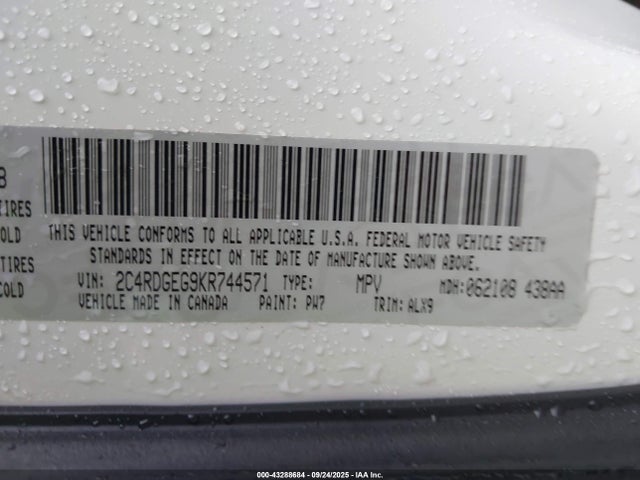 B
TIRES
COLD
TIRES
COLD
THIS VEHICLE CONFORMS TO ALL APPLICABLE U.S.A. FEDERAL MOTOR VEHICLE SAFETY
STANDARDS IN EFFECT ON THE DATE OF MANUFACTURE SHOWN ABOVE.
VIN: 2C4RDGEG9KR744571 TYPE: MPV MDH:062108 438AA
VEHICLE MADE IN CANADA PAINT: PW7 TRIM: ALX9
000-43288684 - 09/24/2025 - IAA Inc.